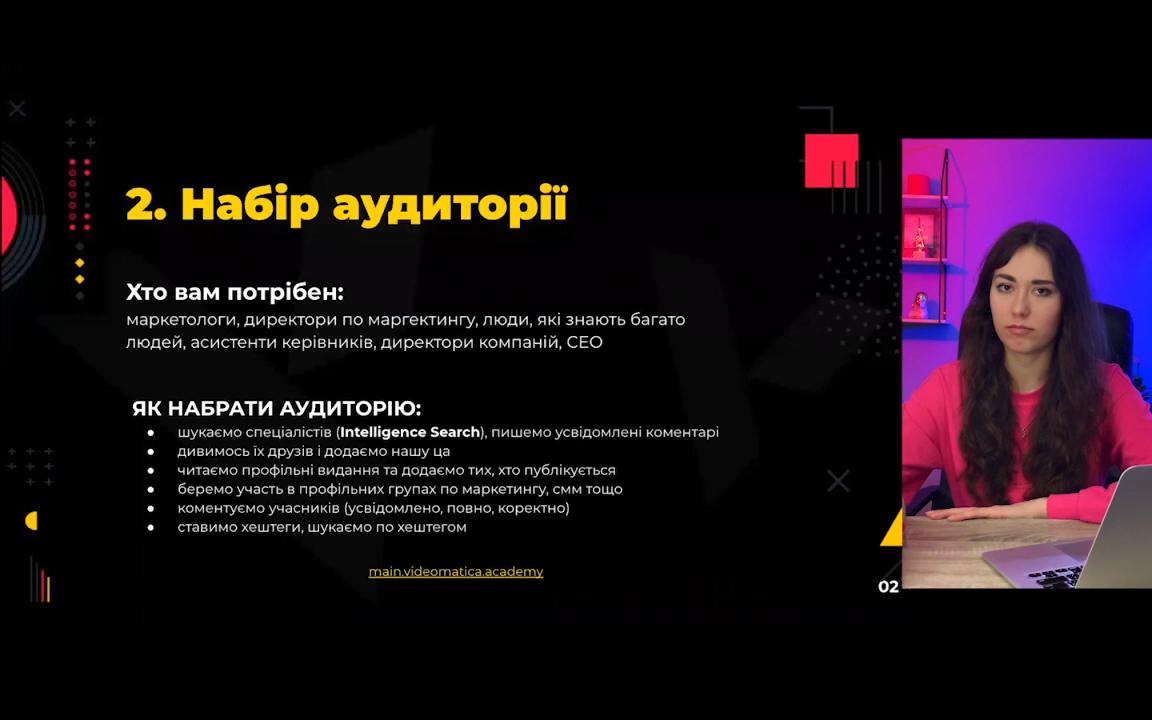 2. Набір аудиторії
Хто вам потрібен:
маркетологи, директори по маргектингу, люди, які знають багато
людей, асистенти керівників, директори компаній, CEO
ЯК НАБРАТИ АУДИТОРІЮ:
● шукаємо спеціалістів (Intelligence Search), пишемо усвідомлені коментарі
● дивимось їх друзів і додаємо нашу ца
● читаємо профільні видання та додаємо тих, хто публікується
● беремо участь в профільних групах по маркетингу, смм тощо
● коментуємо учасників (усвідомлено, повно, коректно)
● ставимо хештеги, шукаємо по хештегом
main.videomatica.academy
02